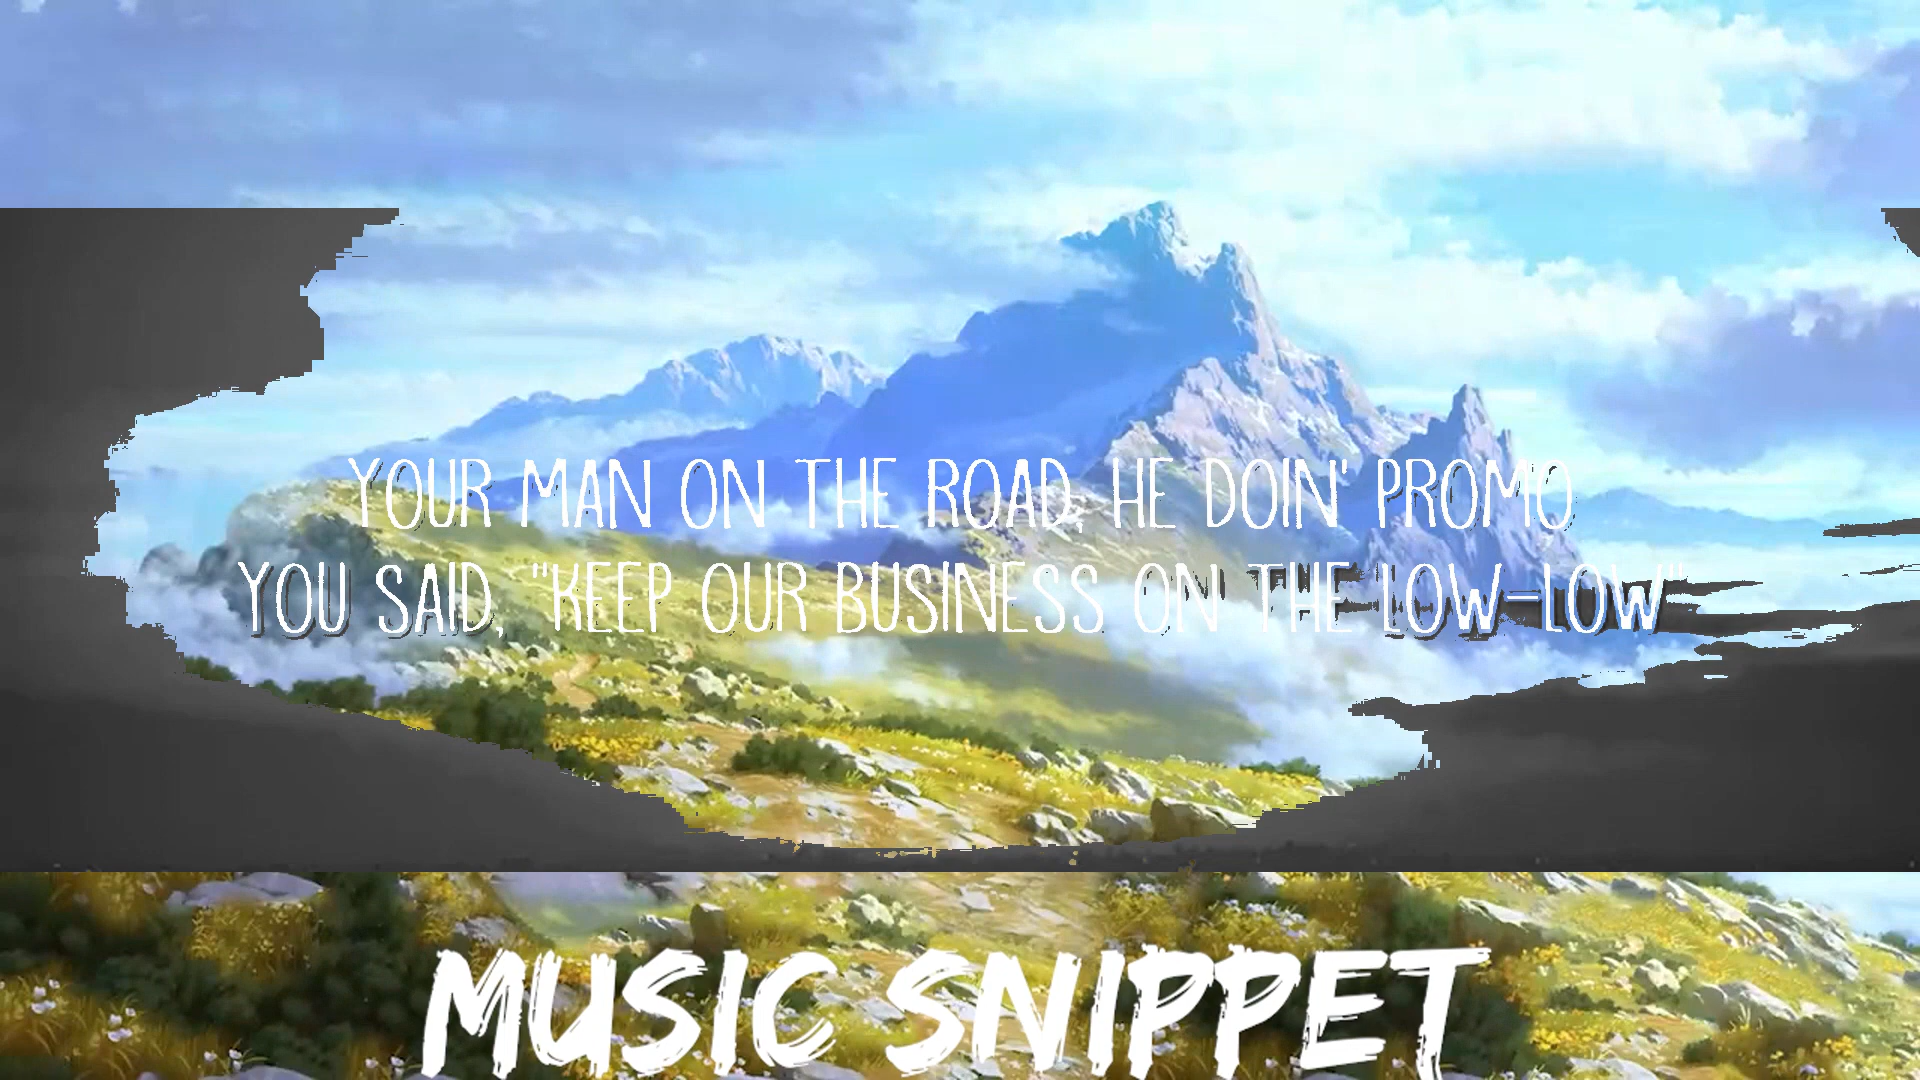 YOUR MAN ON THE ROAD, HE DOIN' PROMO
YOU SAID, "KEEP OUR BUSINESS ON THE LOW-LOW"
MUSIC SNIPPET